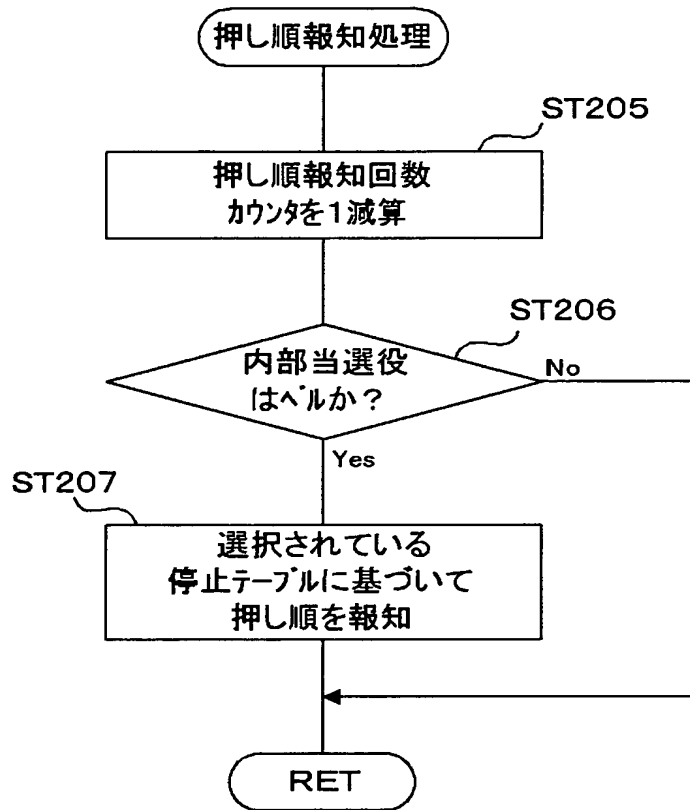 押し順報知処理
ST205
押し順報知回数
ｶｳﾝﾀを１減算
ST206
内部当選役
はﾍﾞﾙか？
No
Yes
ST207
選択されている
停止ﾃｰﾌﾞﾙに基づいて
押し順を報知
RET